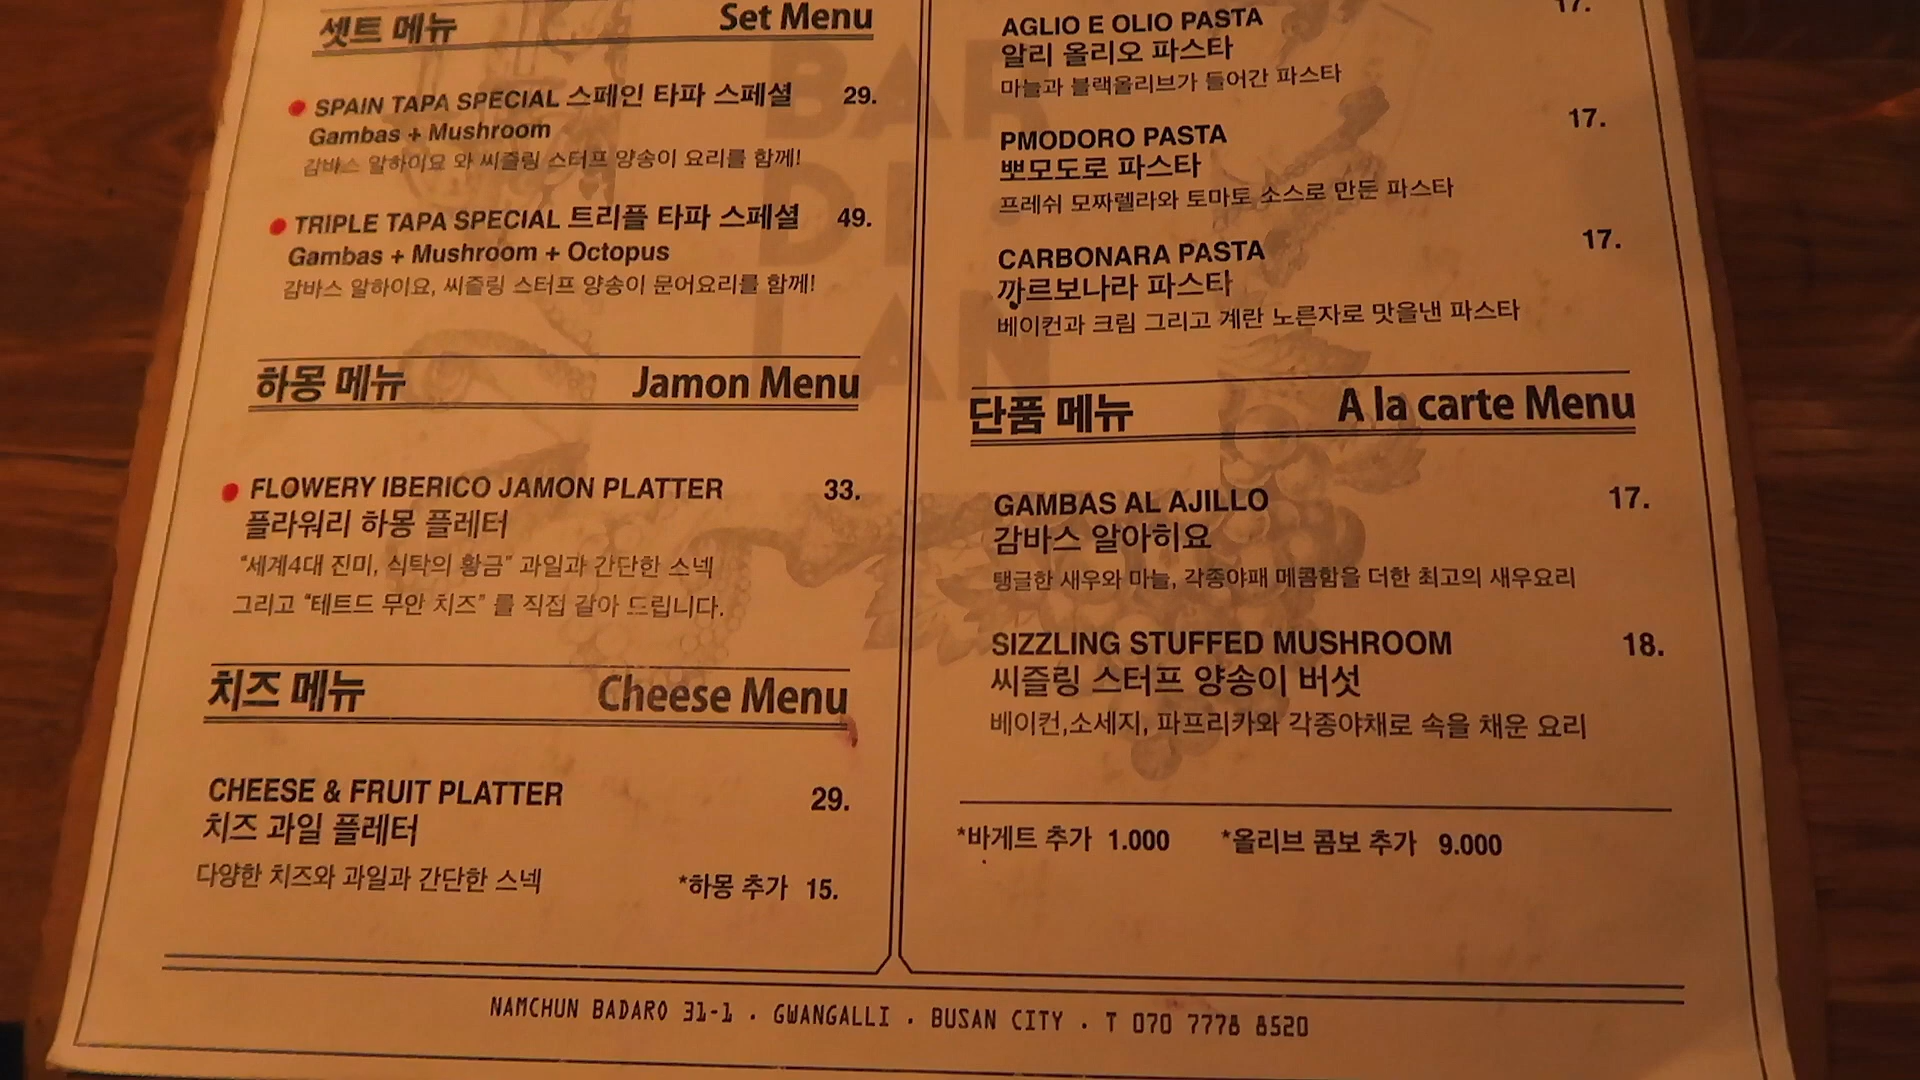 셋트 메뉴 Set Menu
SPAIN TAPA SPECIAL 스페인 타파 스페셜 29.
Gambas + Mushroom
감바스 알하이요 와 씨즐링 스터프 양송이 요리를 함께!
TRIPLE TAPA SPECIAL 트리플 타파 스페셜 49.
Gambas + Mushroom + Octopus
감바스 알하이요, 씨즐링 스터프 양송이 문어요리를 함께!
하몽 메뉴 Jamon Menu
FLOWERY IBERICO JAMON PLATTER 33.
플라워리 하몽 플레터
“세계4대 진미, 식탁의 황금” 과일과 간단한 스넥
그리고 “테트드 무안 치즈” 를 직접 갈아 드립니다.
치즈 메뉴 Cheese Menu
CHEESE & FRUIT PLATTER 29.
치즈 과일 플레터
다양한 치즈와 과일과 간단한 스넥 *하몽 추가 15.
AGLIO E OLIO PASTA 17.
알리 올리오 파스타
마늘과 블랙올리브가 들어간 파스타
PMODORO PASTA 17.
뽀모도로 파스타
프레쉬 모짜렐라와 토마토 소스로 만든 파스타
CARBONARA PASTA 17.
까르보나라 파스타
베이컨과 크림 그리고 계란 노른자로 맛을낸 파스타
단품 메뉴 A la carte Menu
GAMBAS AL AJILLO 17.
감바스 알아히요
탱글한 새우와 마늘, 각종야패 메콤함을 더한 최고의 새우요리
SIZZLING STUFFED MUSHROOM 18.
씨즐링 스터프 양송이 버섯
베이컨,소세지, 파프리카와 각종야채로 속을 채운 요리
*바게트 추가 1.000 *올리브 콤보 추가 9.000
NAMCHUN BADARO 31-1 . GWANGALLI . BUSAN CITY . T 070 7778 8520